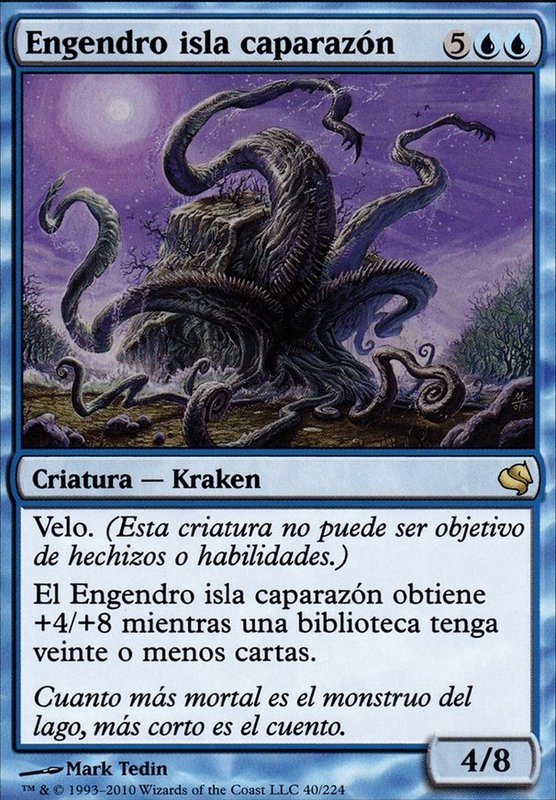 Engendro isla caparazón 5
Criatura — Kraken
Velo. (Esta criatura no puede ser objetivo
de hechizos o habilidades.)
El Engendro isla caparazón obtiene
+4/+8 mientras una biblioteca tenga
veinte o menos cartas.
Cuanto más mortal es el monstruo del
lago, más corto es el cuento.
4/8
Mark Tedin
™ & © 1993–2010 Wizards of the Coast LLC 40/224